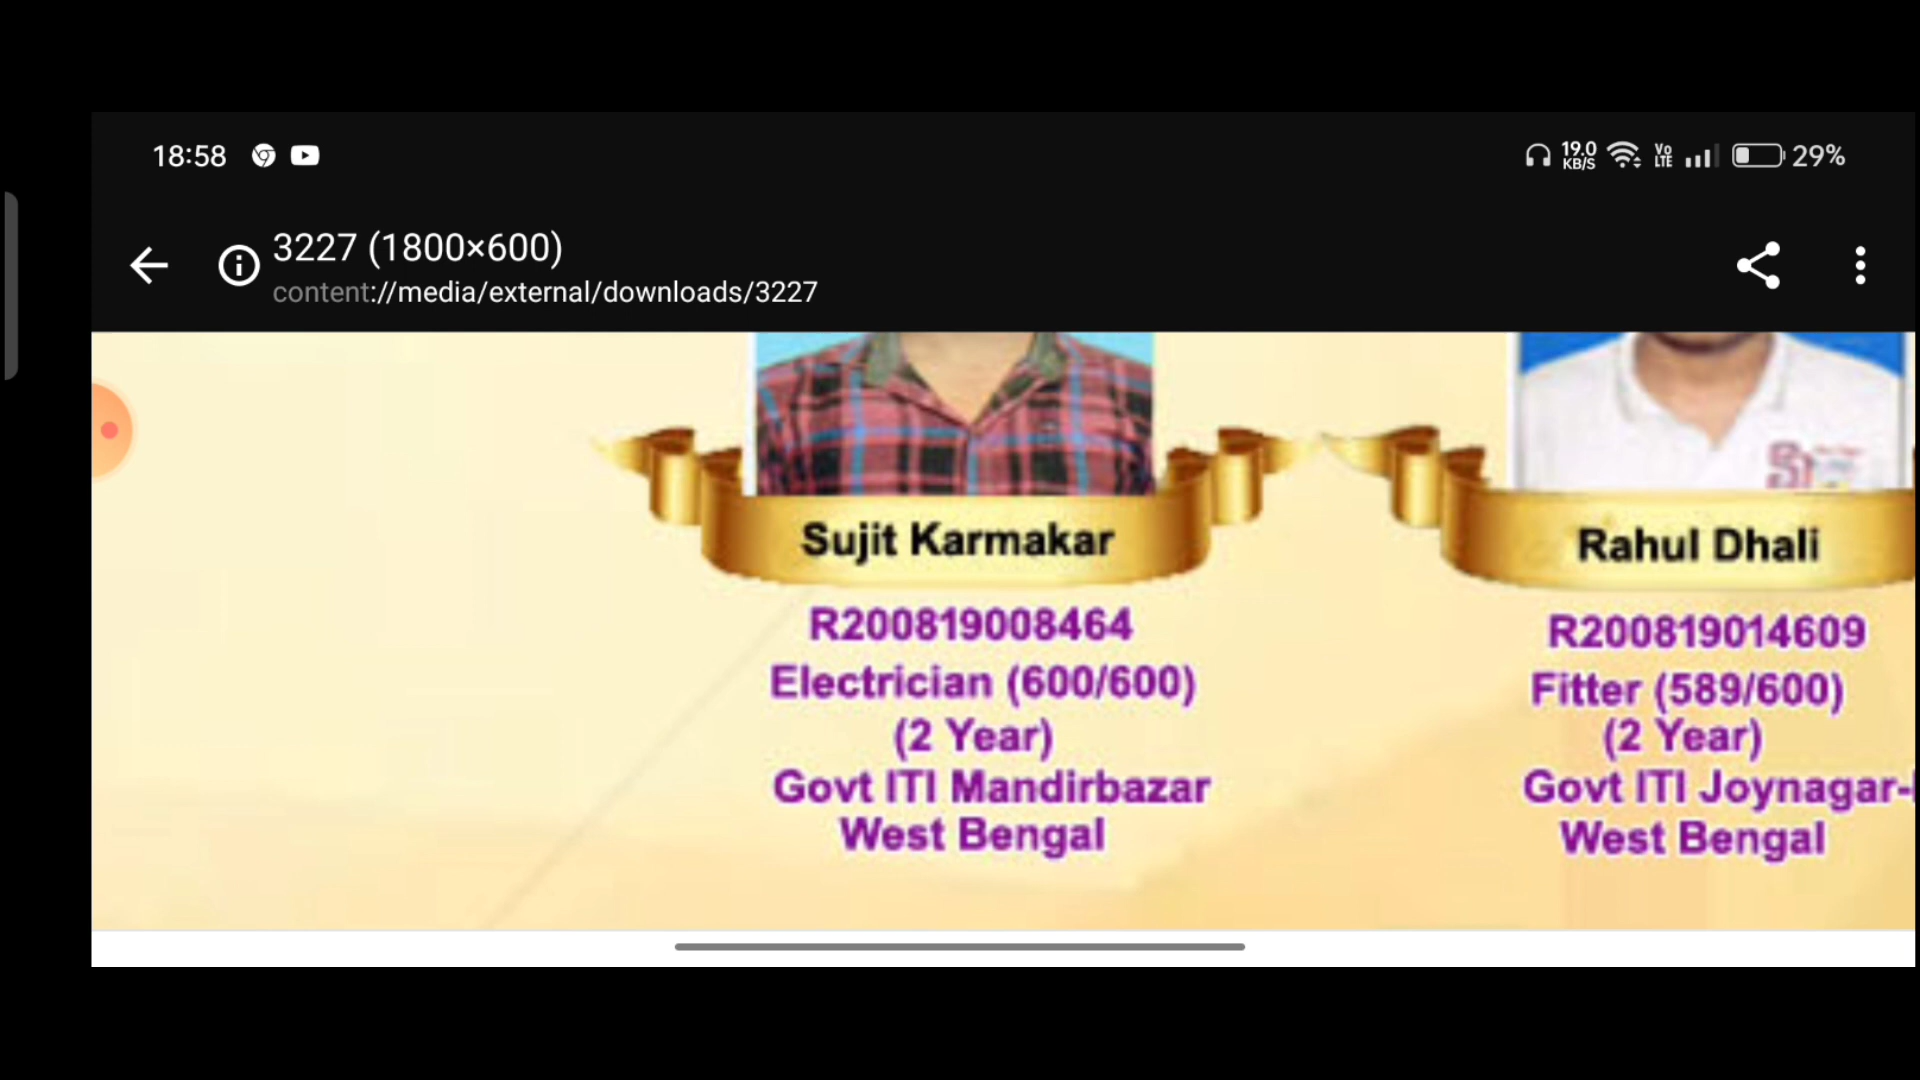 18:58
19.0
KB/S
Vo
LTE
29%
3227 (1800×600)
content://media/external/downloads/3227
Sujit Karmakar
R200819008464
Electrician (600/600)
(2 Year)
Govt ITI Mandirbazar
West Bengal
Rahul Dhali
R200819014609
Fitter (589/600)
(2 Year)
Govt ITI Joynagar-
West Bengal